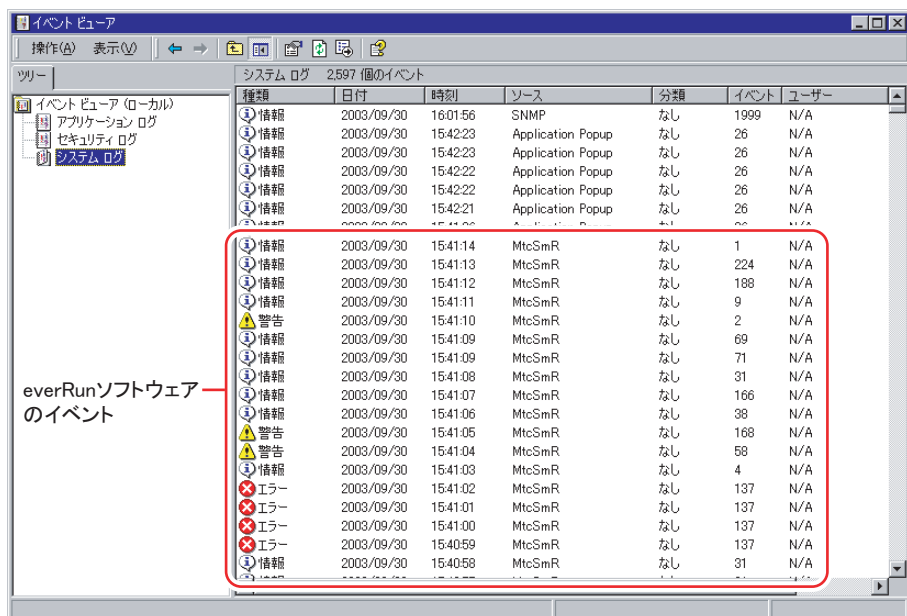 イベント ビューア
操作(A) 表示(V)
ツリー
システム ログ 2,597 個のイベント
イベント ビューア (ローカル)
アプリケーション ログ
セキュリティ ログ
システム ログ
種類 日付 時刻 ソース 分類 イベント ユーザー
情報 2003/09/30 16:01:56 SNMP なし 1999 N/A
情報 2003/09/30 15:42:23 Application Popup なし 26 N/A
情報 2003/09/30 15:42:23 Application Popup なし 26 N/A
情報 2003/09/30 15:42:22 Application Popup なし 26 N/A
情報 2003/09/30 15:42:22 Application Popup なし 26 N/A
情報 2003/09/30 15:42:21 Application Popup なし 26 N/A
情報 2003/09/30 15:41:14 MtcSmR なし 1 N/A
情報 2003/09/30 15:41:13 MtcSmR なし 224 N/A
情報 2003/09/30 15:41:12 MtcSmR なし 188 N/A
情報 2003/09/30 15:41:11 MtcSmR なし 9 N/A
警告 2003/09/30 15:41:10 MtcSmR なし 2 N/A
情報 2003/09/30 15:41:09 MtcSmR なし 69 N/A
情報 2003/09/30 15:41:09 MtcSmR なし 71 N/A
情報 2003/09/30 15:41:08 MtcSmR なし 31 N/A
情報 2003/09/30 15:41:07 MtcSmR なし 166 N/A
情報 2003/09/30 15:41:06 MtcSmR なし 38 N/A
警告 2003/09/30 15:41:05 MtcSmR なし 168 N/A
警告 2003/09/30 15:41:04 MtcSmR なし 58 N/A
情報 2003/09/30 15:41:03 MtcSmR なし 4 N/A
エラー 2003/09/30 15:41:02 MtcSmR なし 137 N/A
エラー 2003/09/30 15:41:01 MtcSmR なし 137 N/A
エラー 2003/09/30 15:41:00 MtcSmR なし 137 N/A
エラー 2003/09/30 15:40:59 MtcSmR なし 137 N/A
情報 2003/09/30 15:40:58 MtcSmR なし 31 N/A
everRunソフトウェア
のイベント